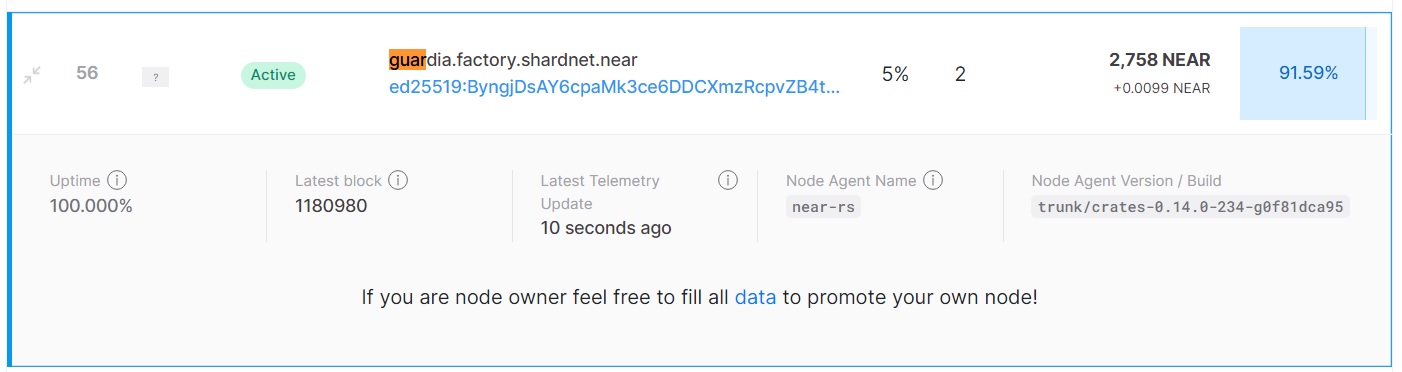 56
?
Active
guardia.factory.shardnet.near
ed25519:ByngjDsAY6cpaMk3ce6DDCXmzRcpvZB4t...
5%
2
2,758 NEAR
+0.0099 NEAR
91.59%
Uptime
100.000%
Latest block
1180980
Latest Telemetry
Update
10 seconds ago
Node Agent Name
near-rs
Node Agent Version / Build
trunk/crates-0.14.0-234-g0f81dca95
If you are node owner feel free to fill all data to promote your own node!